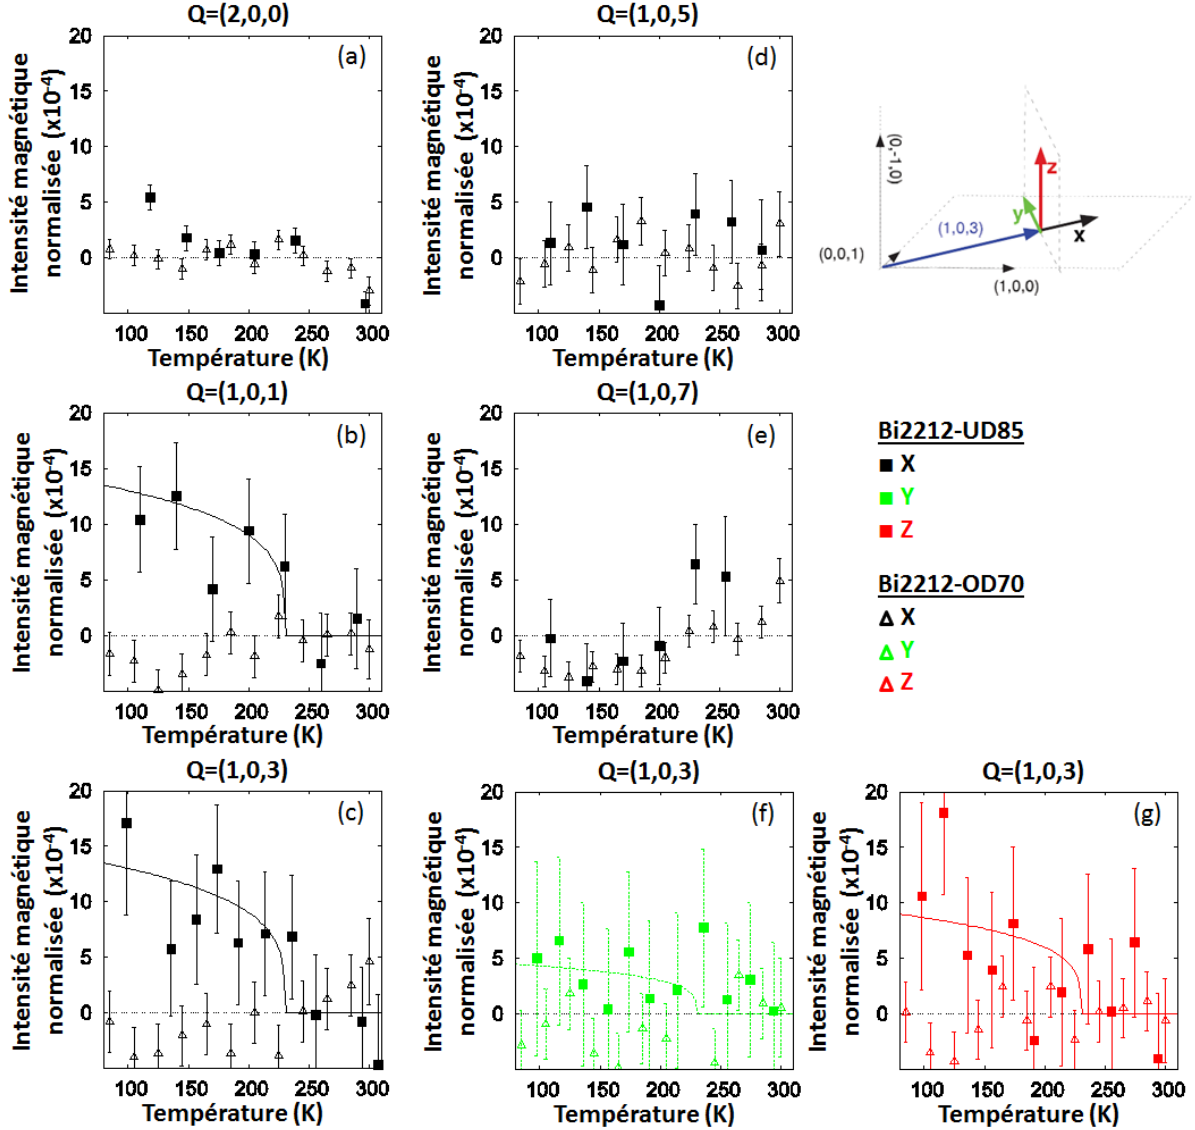 Q=(2,0,0)
Intensité magnétique
normalisée (x10-4)
20
15
10
5
0
(a)
100 150 200 250 300
Température (K)
Q=(1,0,5)
Intensité magnétique
normalisée (x10-4)
20
15
10
5
0
(d)
100 150 200 250 300
Température (K)
(0,-1,0)
z
y
x
(1,0,3)
(0,0,1)
(1,0,0)
Q=(1,0,1)
Intensité magnétique
normalisée (x10-4)
20
15
10
5
0
(b)
100 150 200 250 300
Température (K)
Q=(1,0,7)
Intensité magnétique
normalisée (x10-4)
20
15
10
5
0
(e)
100 150 200 250 300
Température (K)
Bi2212-UD85
X
Y
Z
Bi2212-OD70
X
Y
Z
Q=(1,0,3)
Intensité magnétique
normalisée (x10-4)
20
15
10
5
0
(c)
100 150 200 250 300
Température (K)
Q=(1,0,3)
Intensité magnétique
normalisée (x10-4)
20
15
10
5
0
(f)
100 150 200 250 300
Température (K)
Q=(1,0,3)
Intensité magnétique
normalisée (x10-4)
20
15
10
5
0
(g)
100 150 200 250 300
Température (K)